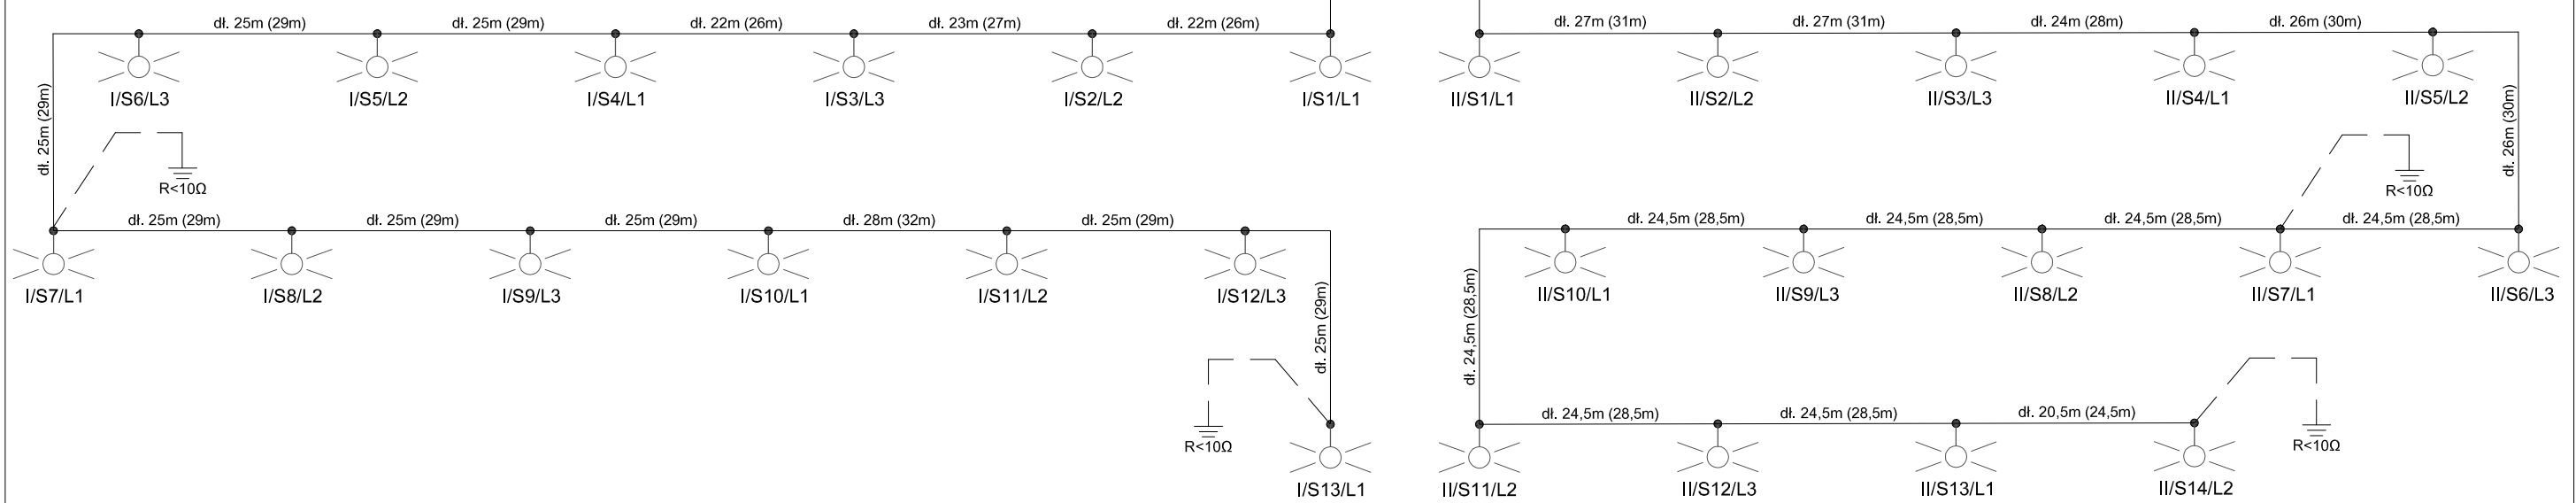 dł. 25m (29m) dł. 25m (29m) dł. 22m (26m) dł. 23m (27m) dł. 22m (26m)
I/S6/L3 I/S5/L2 I/S4/L1 I/S3/L3 I/S2/L2 I/S1/L1
dł. 25m (29m)
R<10Ω
dł. 25m (29m) dł. 25m (29m) dł. 25m (29m) dł. 28m (32m) dł. 25m (29m)
I/S7/L1 I/S8/L2 I/S9/L3 I/S10/L1 I/S11/L2 I/S12/L3
dł. 25m (29m)
R<10Ω
I/S13/L1
dł. 27m (31m) dł. 27m (31m) dł. 24m (28m) dł. 26m (30m)
II/S1/L1 II/S2/L2 II/S3/L3 II/S4/L1 II/S5/L2
dł. 26m (30m)
R<10Ω
dł. 24,5m (28,5m) dł. 24,5m (28,5m) dł. 24,5m (28,5m) dł. 24,5m (28,5m)
II/S10/L1 II/S9/L3 II/S8/L2 II/S7/L1 II/S6/L3
dł. 24,5m (28,5m)
dł. 24,5m (28,5m) dł. 24,5m (28,5m) dł. 20,5m (24,5m)
R<10Ω
II/S11/L2 II/S12/L3 II/S13/L1 II/S14/L2